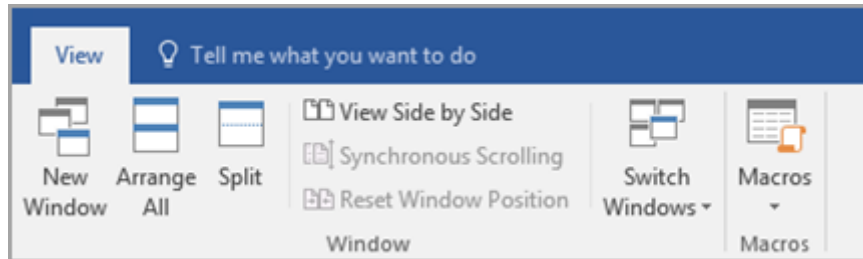 View
Tell me what you want to do
New
Window
Arrange
All
Split
View Side by Side
Synchronous Scrolling
Reset Window Position
Switch
Windows
Macros
Window
Macros